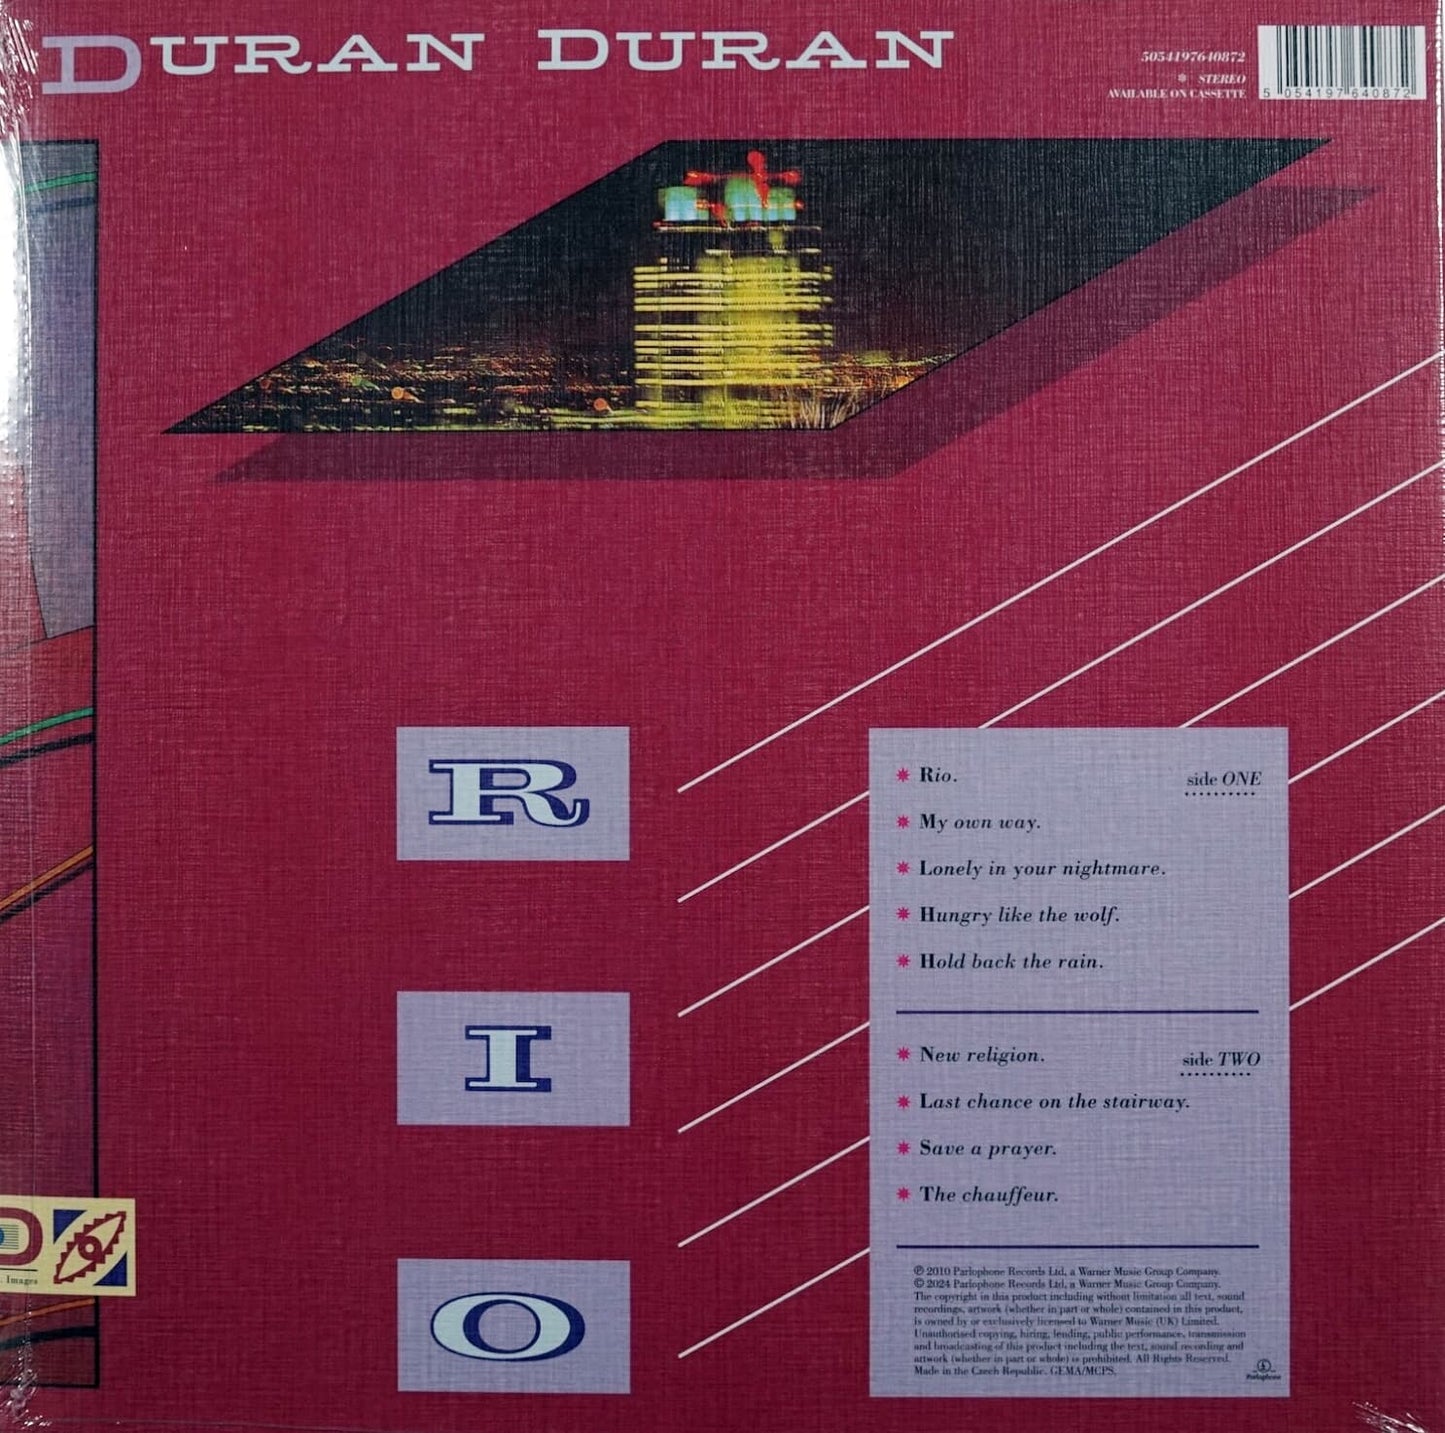 DURAN DURAN
5054197640872
* STEREO
AVAILABLE ON CASSETTE
5 054197 640872
R
I
O
Rio.
side ONE
My own way.
Lonely in your nightmare.
Hungry like the wolf.
Hold back the rain.
New religion.
side TWO
Last chance on the stairway.
Save a prayer.
The chauffeur.
D
. Images
℗ 2010 Parlophone Records Ltd, a Warner Music Group Company.
© 2024 Parlophone Records Ltd, a Warner Music Group Company.
The copyright in this product including without limitation all text, sound
recordings, artwork (whether in part or whole) contained in this product,
is owned by or exclusively licensed to Warner Music (UK) Limited.
Unauthorised copying, hiring, lending, public performance, transmission
and broadcasting of this product including the text, sound recording and
artwork (whether in part or whole) is prohibited. All Rights Reserved.
Made in the Czech Republic. GEMA/MCPS.
Parlophone